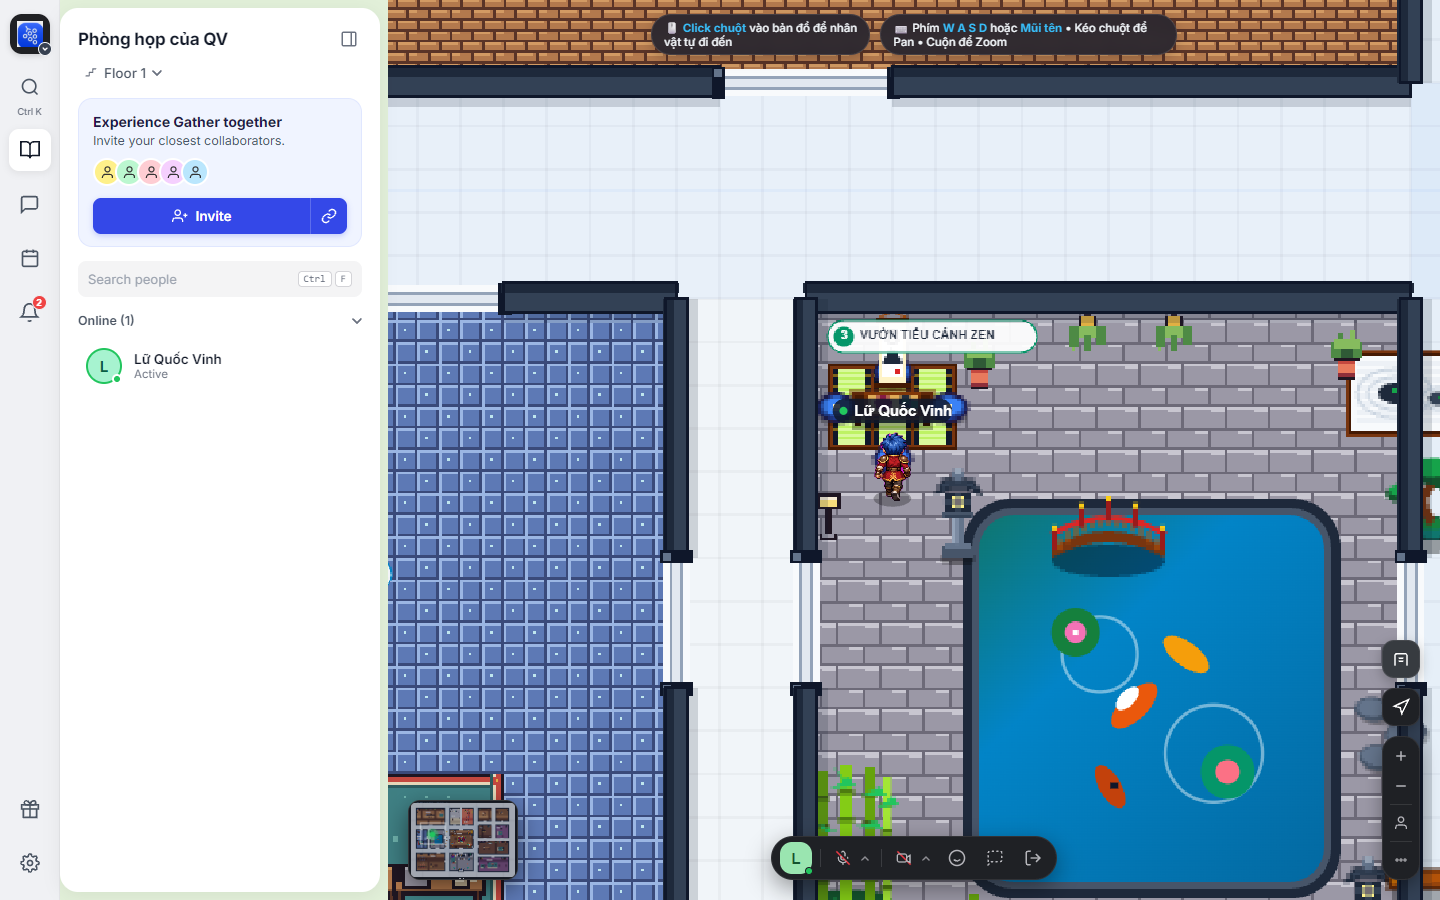 Phòng họp của QV
Floor 1
Ctrl K
Experience Gather together
Invite your closest collaborators.
Invite
Search people
Ctrl F
2
Online (1)
L
Lữ Quốc Vinh
Active
Click chuột vào bản đồ để nhân
vật tự đi đến
Phím W A S D hoặc Mũi tên • Kéo chuột để
Pan • Cuộn để Zoom
3 VƯỜN TIỂU CẢNH ZEN
Lữ Quốc Vinh
L